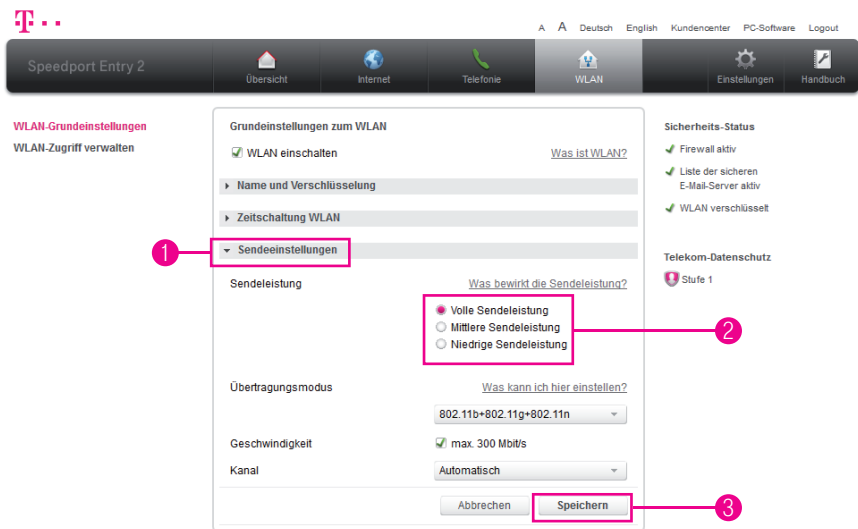 T
A A Deutsch English Kundencenter PC-Software Logout
Speedport Entry 2
Übersicht
Internet
Telefonie
WLAN
Einstellungen
Handbuch
WLAN-Grundeinstellungen
WLAN-Zugriff verwalten
Grundeinstellungen zum WLAN
WLAN einschalten
Was ist WLAN?
Name und Verschlüsselung
Zeitschaltung WLAN
1
Sendeeinstellungen
Sendeleistung
Was bewirkt die Sendeleistung?
Volle Sendeleistung
Mittlere Sendeleistung
Niedrige Sendeleistung
2
Übertragungsmodus
Was kann ich hier einstellen?
802.11b+802.11g+802.11n
Geschwindigkeit
max. 300 Mbit/s
Kanal
Automatisch
Abbrechen
Speichern
3
Sicherheits-Status
Firewall aktiv
Liste der sicheren
E-Mail-Server aktiv
WLAN verschlüsselt
Telekom-Datenschutz
Stufe 1